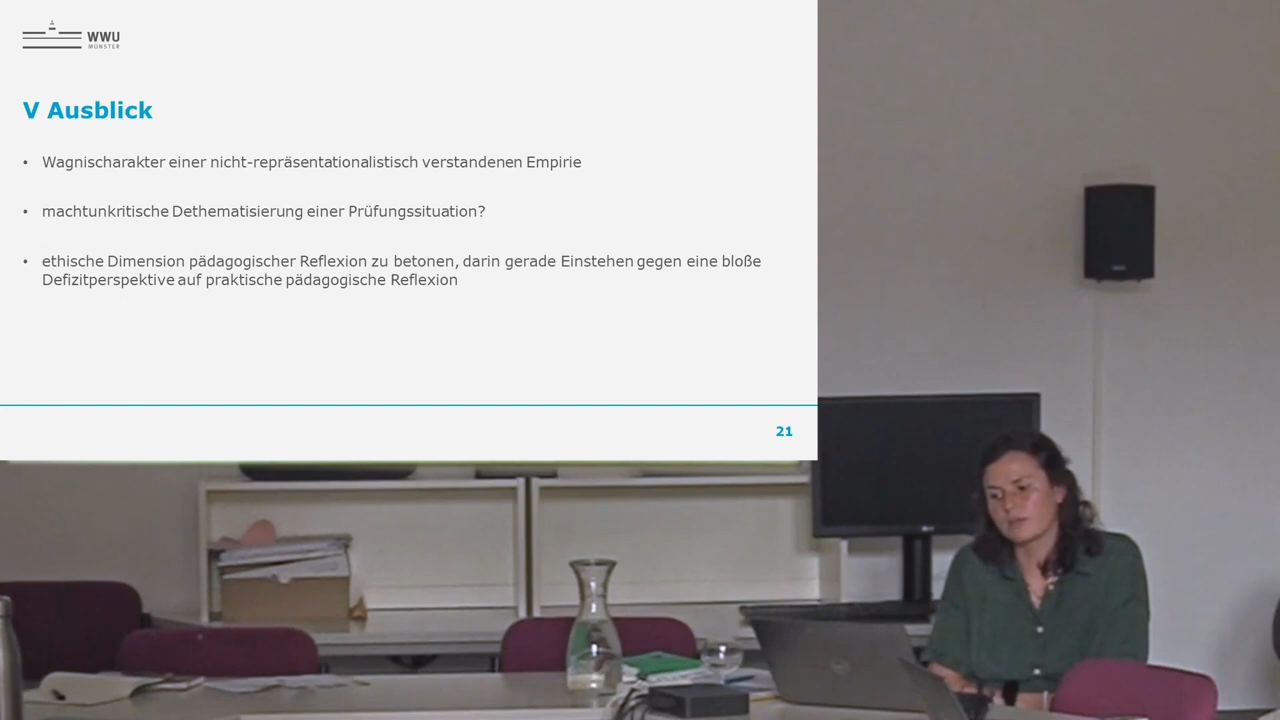 WWU
MÜNSTER
V Ausblick
• Wagnischarakter einer nicht-repräsentationalistisch verstandenen Empirie
• machtunkritische Dethematisierung einer Prüfungssituation?
• ethische Dimension pädagogischer Reflexion zu betonen, darin gerade Einstehen gegen eine bloße
Defizitperspektive auf praktische pädagogische Reflexion
21